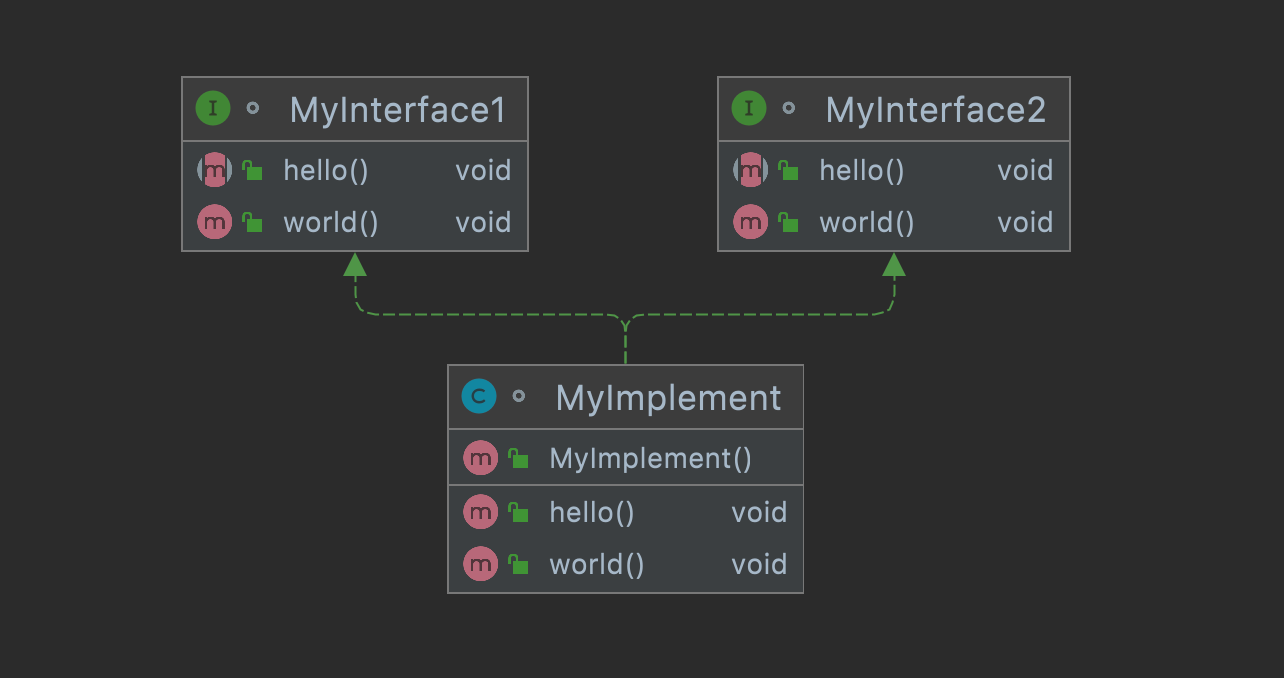 I MyInterface1
m hello() void
m world() void
I MyInterface2
m hello() void
m world() void
C MyImplement
m MyImplement()
m hello() void
m world() void